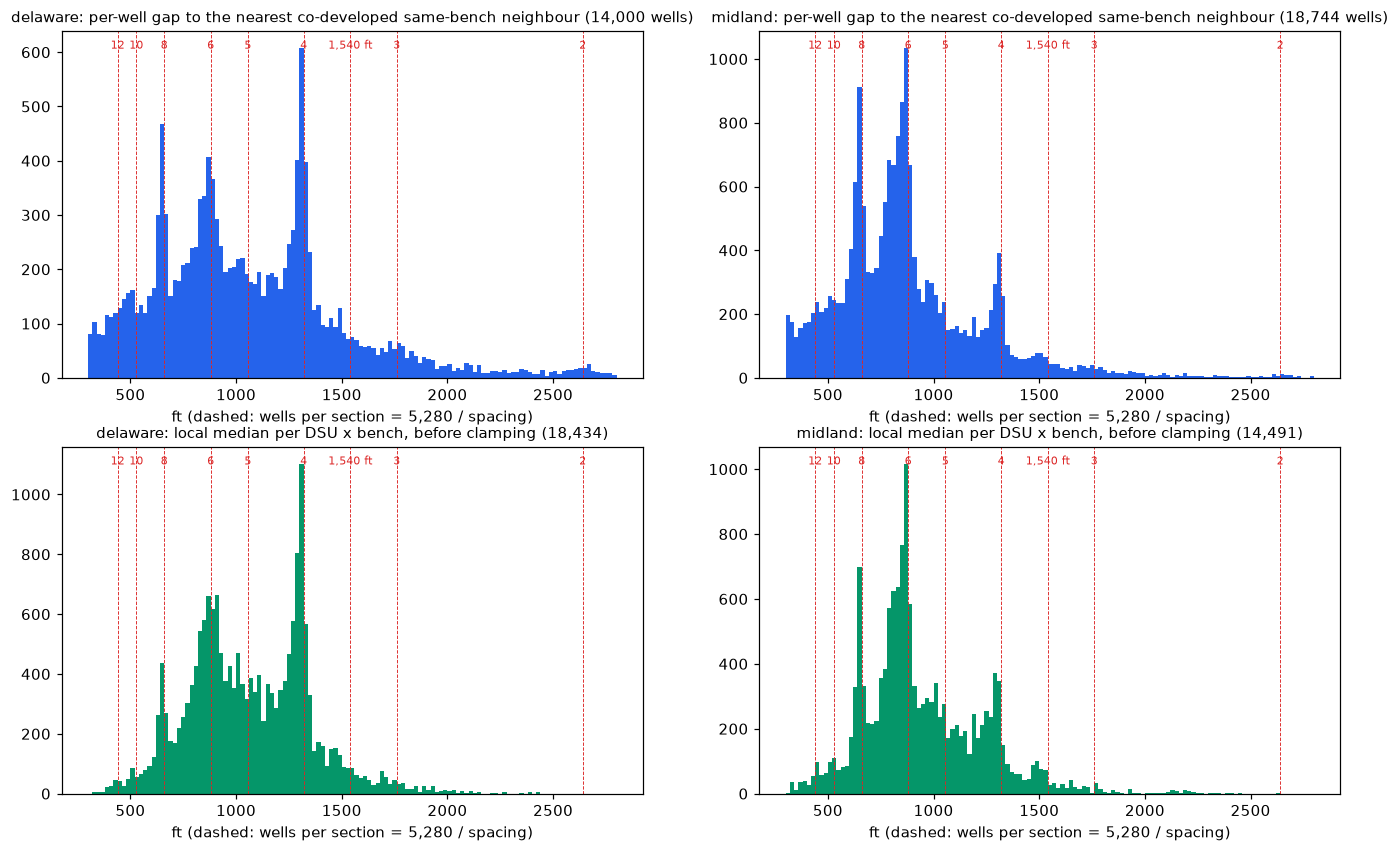 delaware: per-well gap to the nearest co-developed same-bench neighbour (14,000 wells)
12 10 8 6 5 4 1,540 ft 3 2
600
500
400
300
200
100
0
500 1000 1500 2000 2500
ft (dashed: wells per section = 5,280 / spacing)
midland: per-well gap to the nearest co-developed same-bench neighbour (18,744 wells)
12 10 8 6 5 4 1,540 ft 3 2
1000
800
600
400
200
0
500 1000 1500 2000 2500
ft (dashed: wells per section = 5,280 / spacing)
delaware: local median per DSU x bench, before clamping (18,434)
12 10 8 6 5 4 1,540 ft 3 2
1000
800
600
400
200
0
500 1000 1500 2000 2500
ft (dashed: wells per section = 5,280 / spacing)
midland: local median per DSU x bench, before clamping (14,491)
12 10 8 6 5 4 1,540 ft 3 2
1000
800
600
400
200
0
500 1000 1500 2000 2500
ft (dashed: wells per section = 5,280 / spacing)